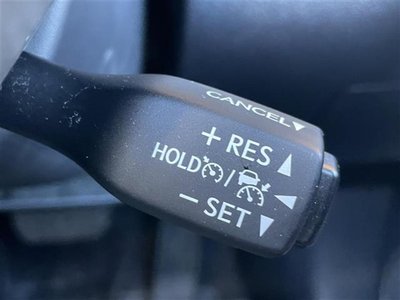 CANCEL
+ RES
HOLD /
− SET